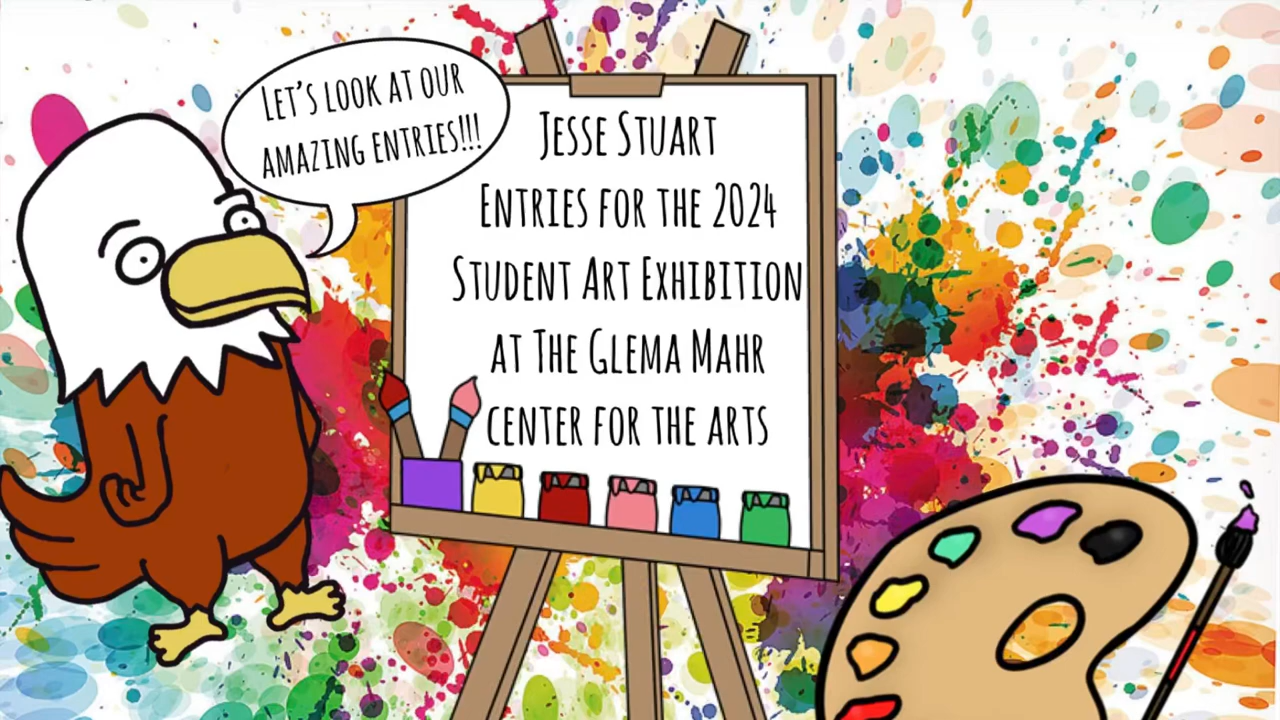 Let's look at our
amazing entries!!!
Jesse Stuart
Entries for the 2024
Student Art Exhibition
at The Glema Mahr
center for the arts